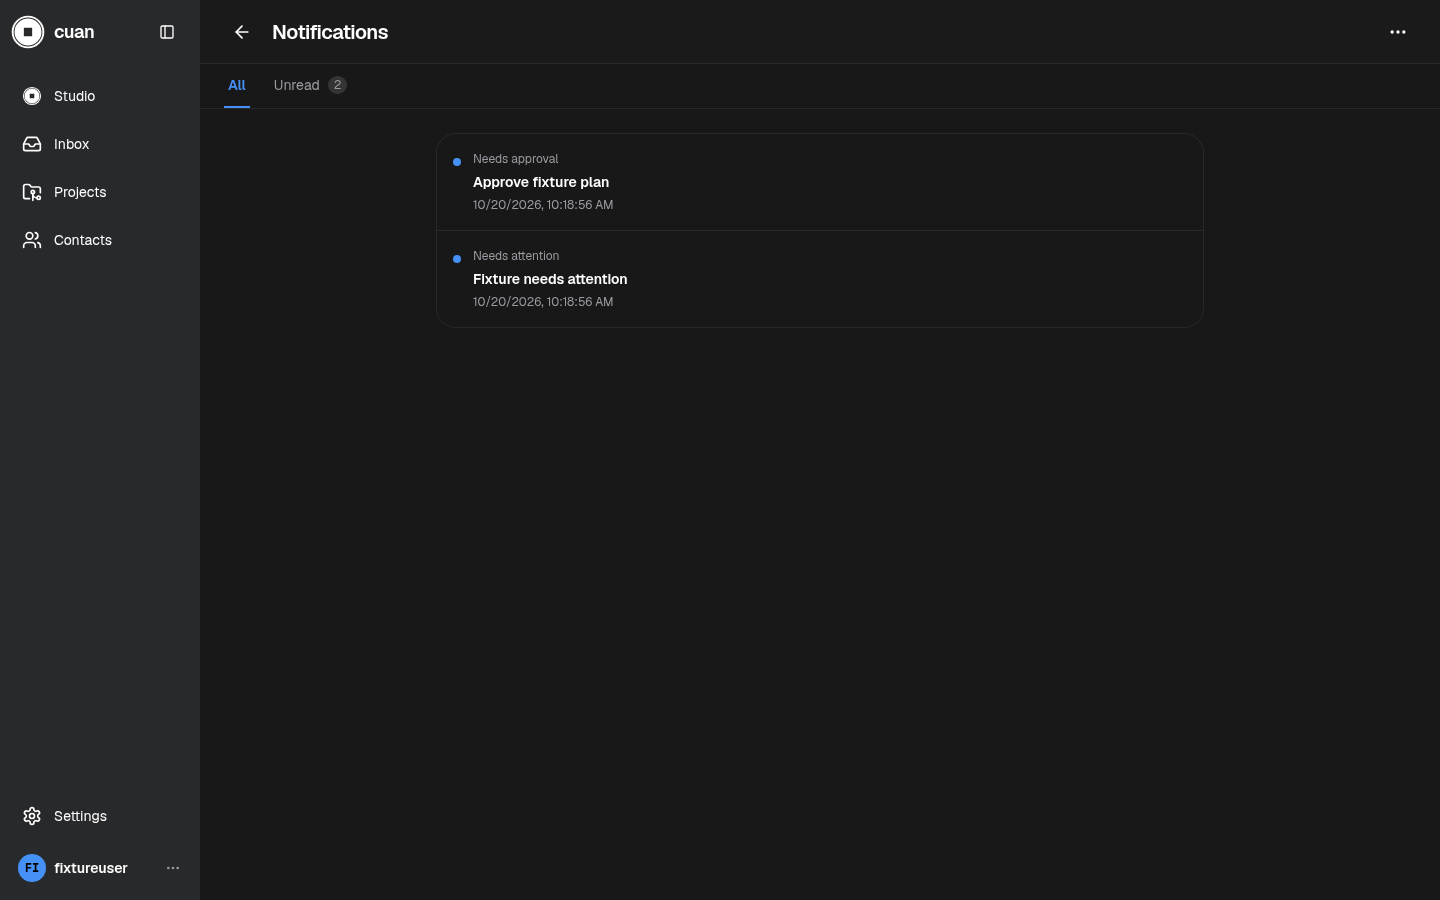 cuan
Studio
Inbox
Projects
Contacts
Settings
FI fixtureuser
Notifications
All
Unread 2
Needs approval
Approve fixture plan
10/20/2026, 10:18:56 AM
Needs attention
Fixture needs attention
10/20/2026, 10:18:56 AM